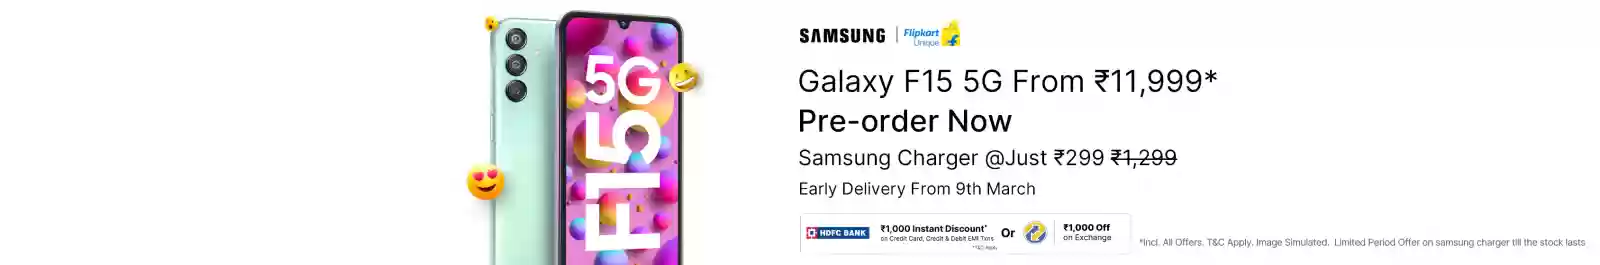 5G
F15
SAMSUNG
Flipkart
Unique
Galaxy F15 5G From ₹11,999*
Pre-order Now
Samsung Charger @Just ₹299 ₹1,299
Early Delivery From 9th March
HDFC BANK
₹1,000 Instant Discount*
on Credit Card, Credit & Debit EMI Txns
*T&C Apply
Or
₹1,000 Off
on Exchange
*Incl. All Offers. T&C Apply. Image Simulated. Limited Period Offer on samsung charger till the stock lasts